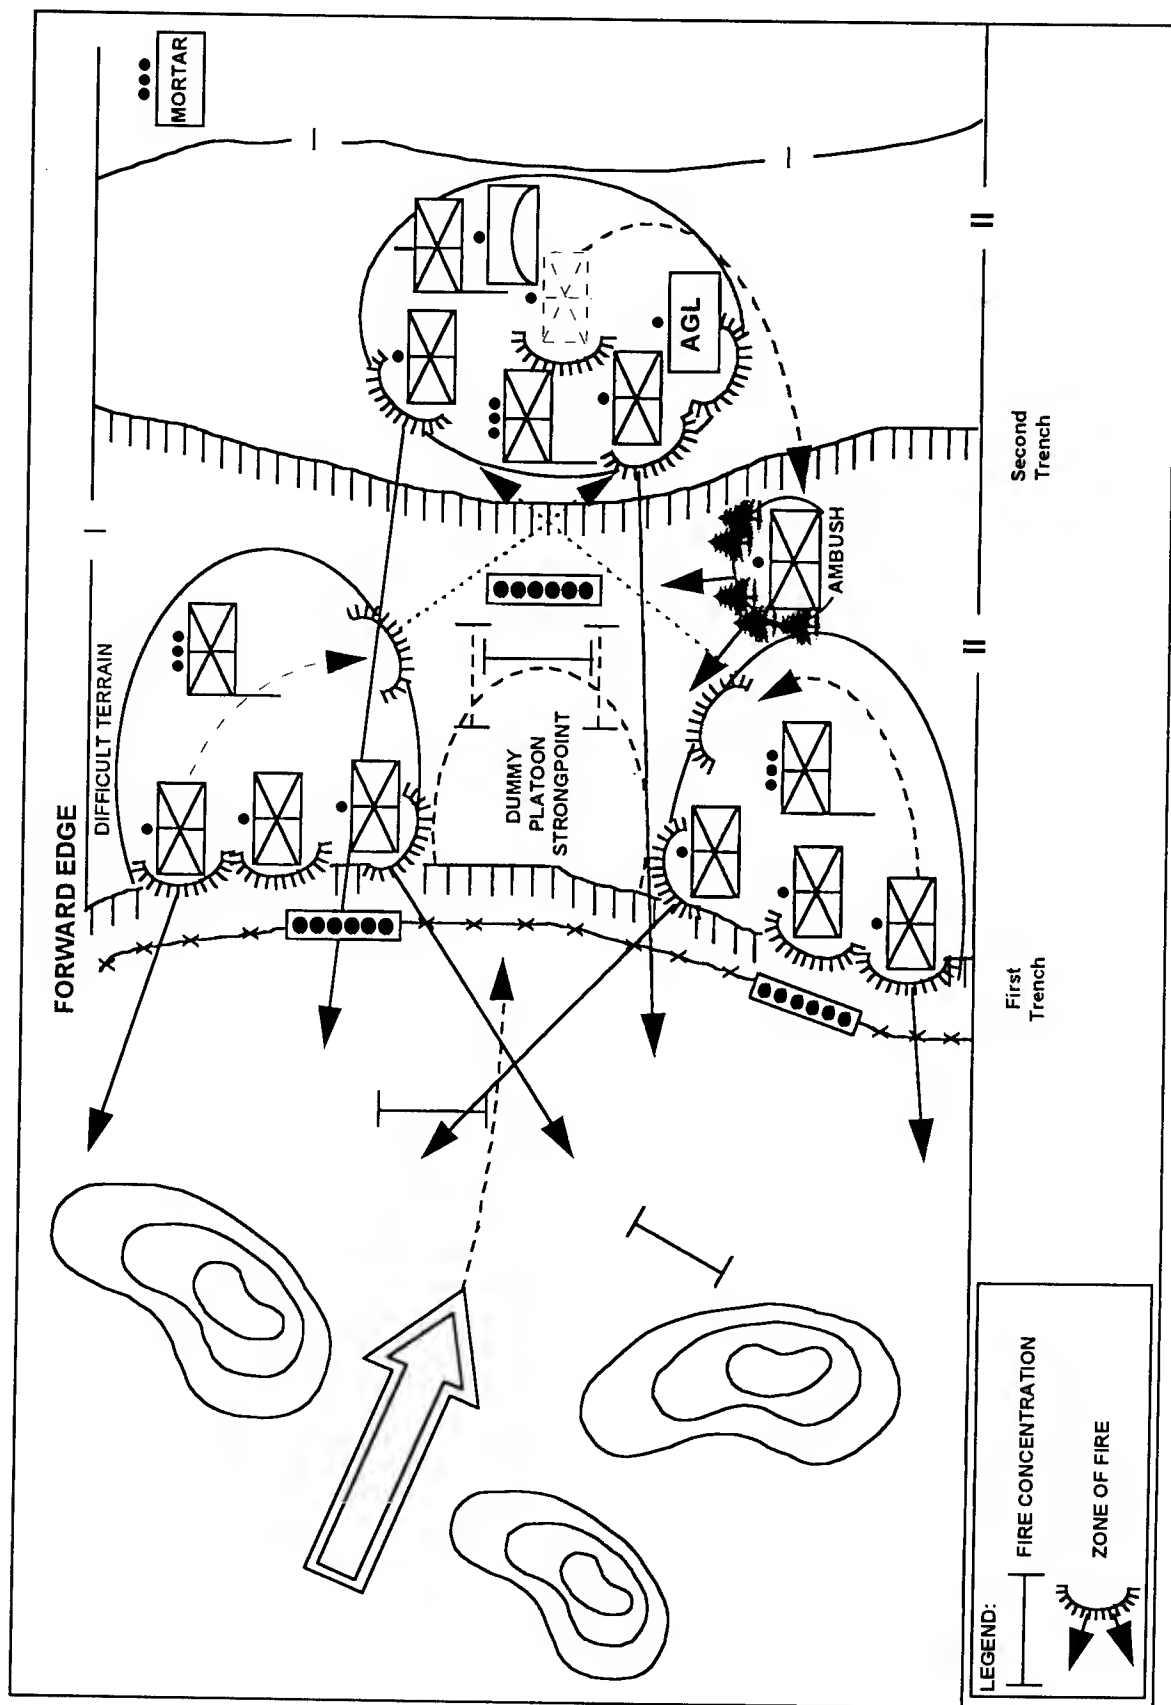 FORWARD EDGE
DIFFICULT TERRAIN
MORTAR
DUMMY
PLATOON
STRONGPOINT
AGL
AMBUSH
First
Trench
Second
Trench
LEGEND:
FIRE CONCENTRATION
ZONE OF FIRE